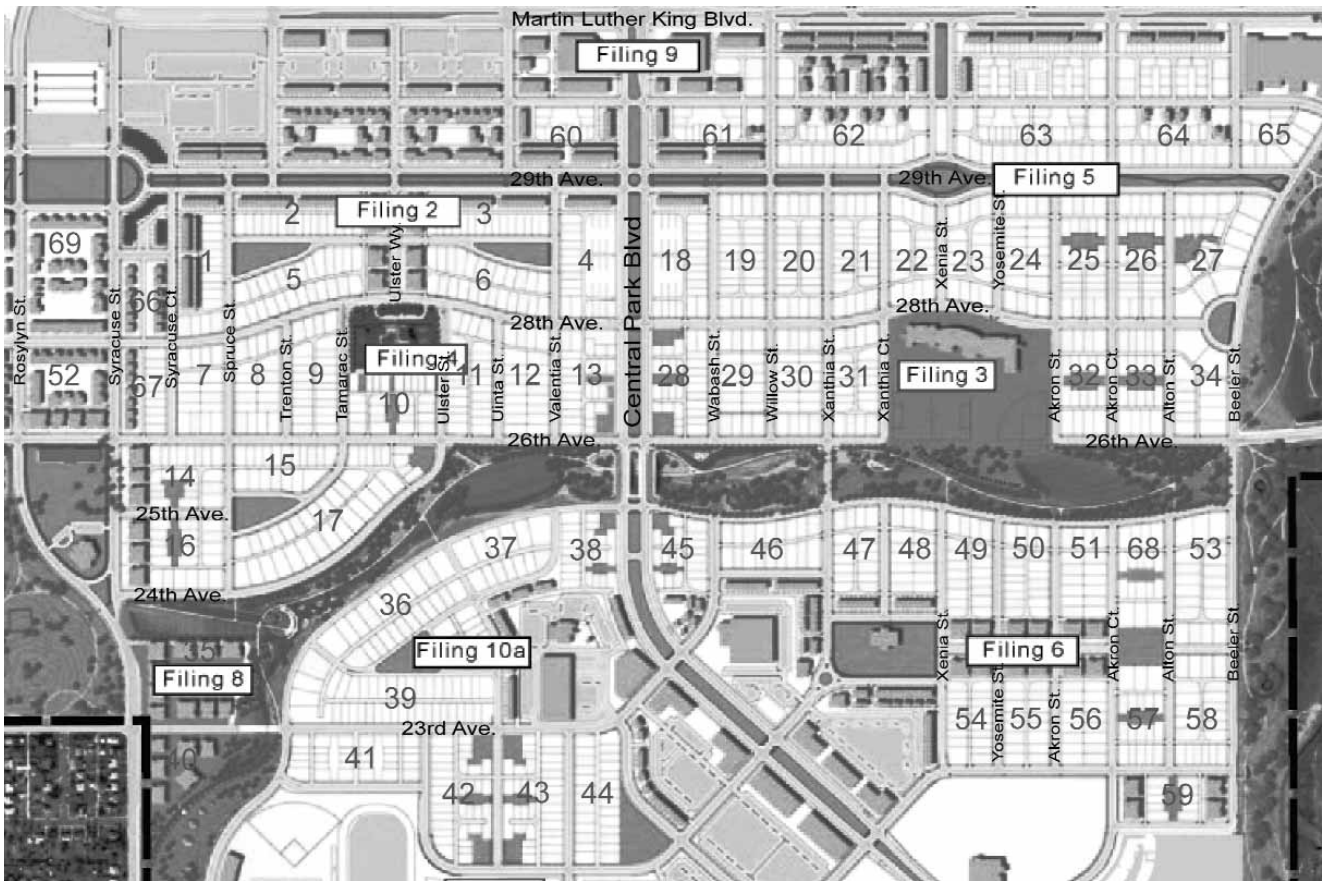 Martin Luther King Blvd.
Filing 9
60
61
62
63
64
65
29th Ave.
29th Ave.
Filing 5
Filing 2
2
3
69
1
5
6
4
18
19
20
21
22
23
24
25
26
27
66
Rosylyn St.
Syracuse St.
Syracuse Ct.
Spruce St.
Trenton St.
Tamarac St.
Ulster Wy.
Ulster St.
Uinta St.
Valentia St.
Central Park Blvd
Wabash St.
Willow St.
Xanthia St.
Xanthia Ct.
Xenia St.
Yosemite St.
Akron St.
Akron Ct.
Alton St.
Beeler St.
28th Ave.
28th Ave.
52
67
7
8
9
10
11
12
13
28
29
30
31
Filing 3
32
33
34
26th Ave.
26th Ave.
14
15
25th Ave.
16
17
24th Ave.
37
38
45
46
47
48
49
50
51
68
53
36
35
Filing 8
Filing 10a
Filing 6
Xenia St.
Yosemite St.
Akron St.
Akron Ct.
Alton St.
Beeler St.
39
23rd Ave.
54
55
56
57
58
40
41
42
43
44
59